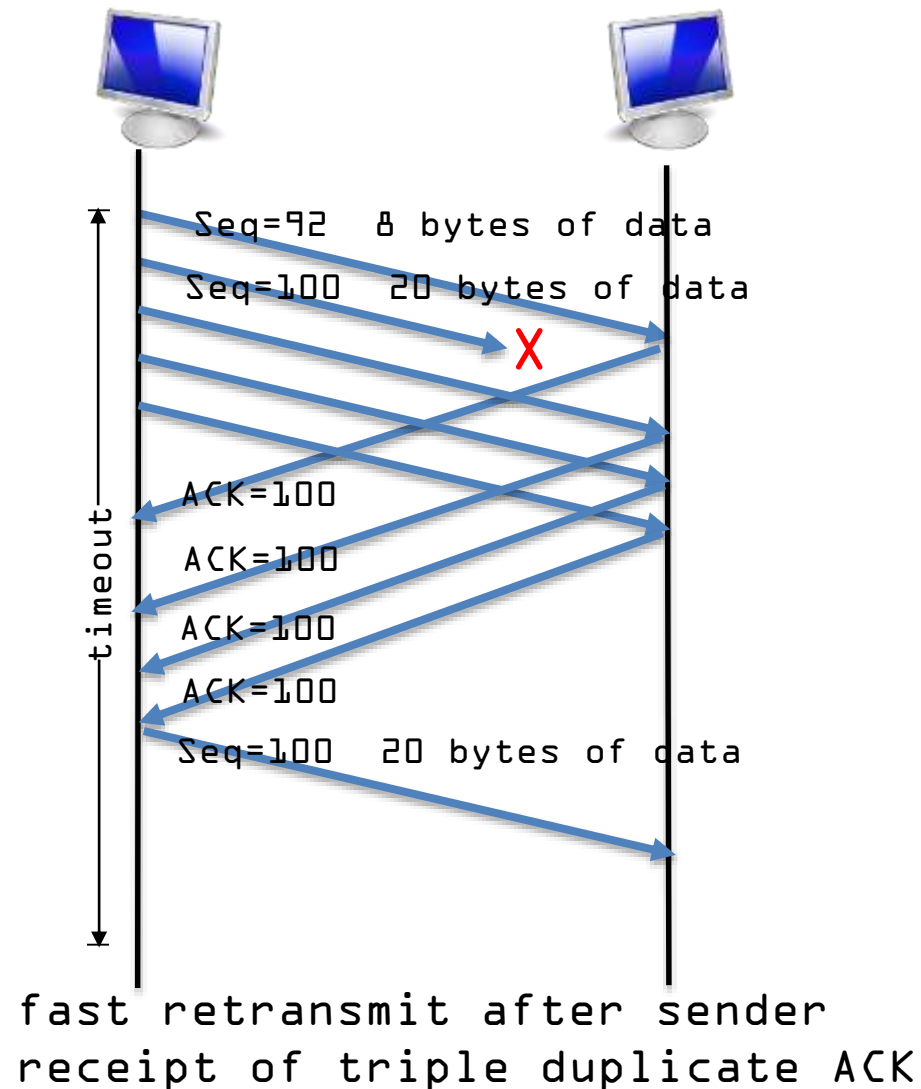 Seq=92 8 bytes of data
Seq=100 20 bytes of data
X
ACK=100
timeout
ACK=100
ACK=100
ACK=100
Seq=100 20 bytes of data
fast retransmit after sender
receipt of triple duplicate ACK